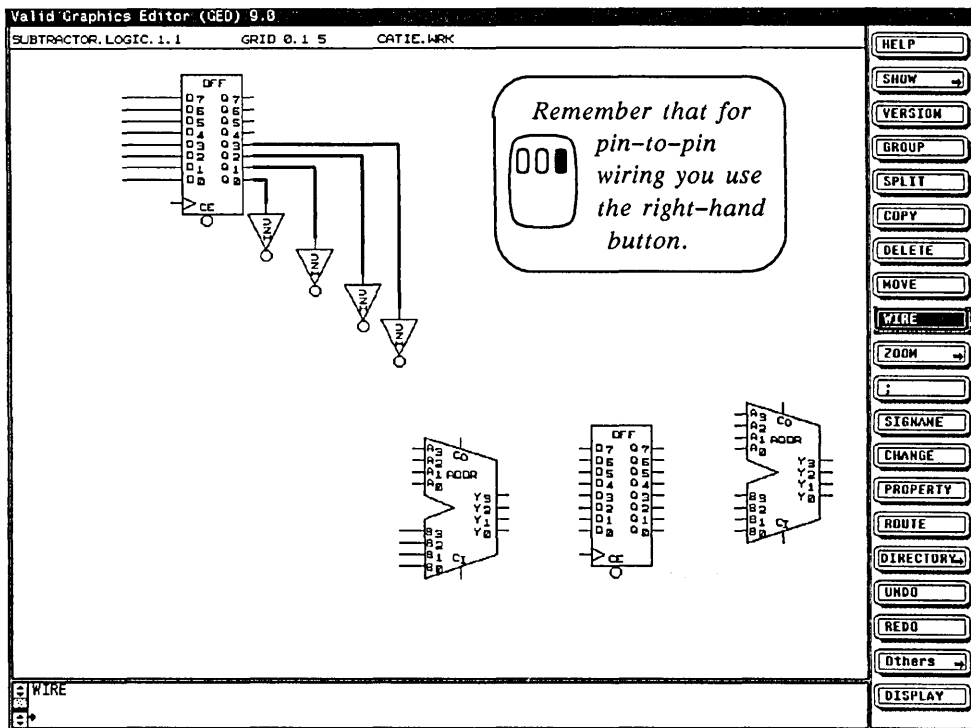 Valid Graphics Editor (GED) 9.0
SUBTRACTOR.LOGIC.1.1 GRID 0.1 5 CATIE.WRK
DFF
D7 Q7
D6 Q6
D5 Q5
D4 Q4
D3 Q3
D2 Q2
D1 Q1
D0 Q0
CE
INV
INV
INV
INV
Remember that for
pin-to-pin
wiring you use
the right-hand
button.
A3 CO
A2
A1 ADDR
A0
Y3
Y2
Y1
Y0
B3
B2
B1 CI
B0
DFF
D7 Q7
D6 Q6
D5 Q5
D4 Q4
D3 Q3
D2 Q2
D1 Q1
D0 Q0
CE
A3 CO
A2
A1 ADDR
A0
Y3
Y2
Y1
Y0
B3
B2
B1 CI
B0
HELP
SHOW →
VERSION
GROUP
SPLIT
COPY
DELETE
MOVE
WIRE
ZOOM →
;
SIGNAME
CHANGE
PROPERTY
ROUTE
DIRECTORY→
UNDO
REDO
Others →
DISPLAY
WIRE